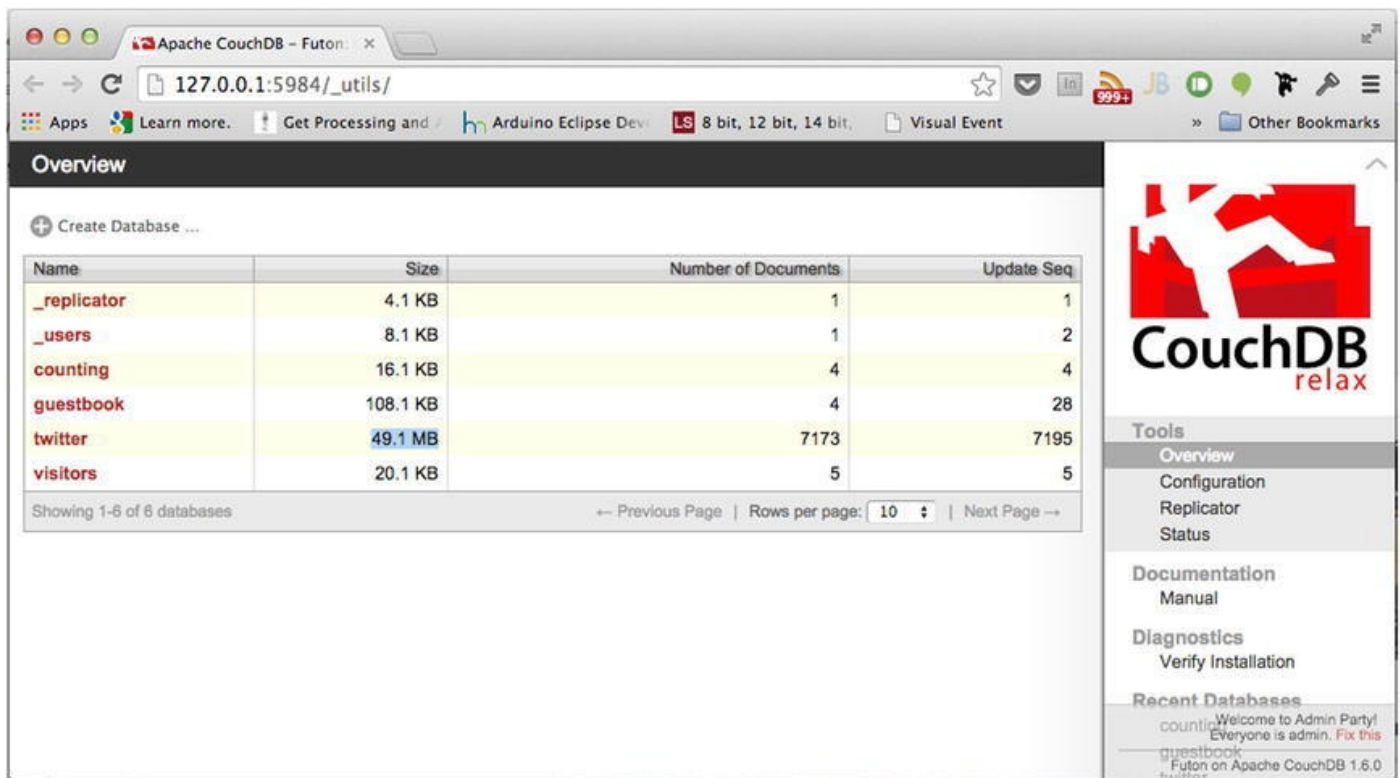 Apache CouchDB – Futon:
127.0.0.1:5984/_utils/
in
999+
JB
Apps
Learn more.
Get Processing and
Arduino Eclipse Dev
LS 8 bit, 12 bit, 14 bit,
Visual Event
»
Other Bookmarks
Overview
Create Database ...
Name Size Number of Documents Update Seq
_replicator 4.1 KB 1 1
_users 8.1 KB 1 2
counting 16.1 KB 4 4
guestbook 108.1 KB 4 28
twitter 49.1 MB 7173 7195
visitors 20.1 KB 5 5
Showing 1-6 of 6 databases ← Previous Page | Rows per page: 10 | Next Page →
CouchDB
relax
Tools
Overview
Configuration
Replicator
Status
Documentation
Manual
Diagnostics
Verify Installation
Recent Databases
counting
Welcome to Admin Party!
Everyone is admin. Fix this
guestbook
Futon on Apache CouchDB 1.6.0